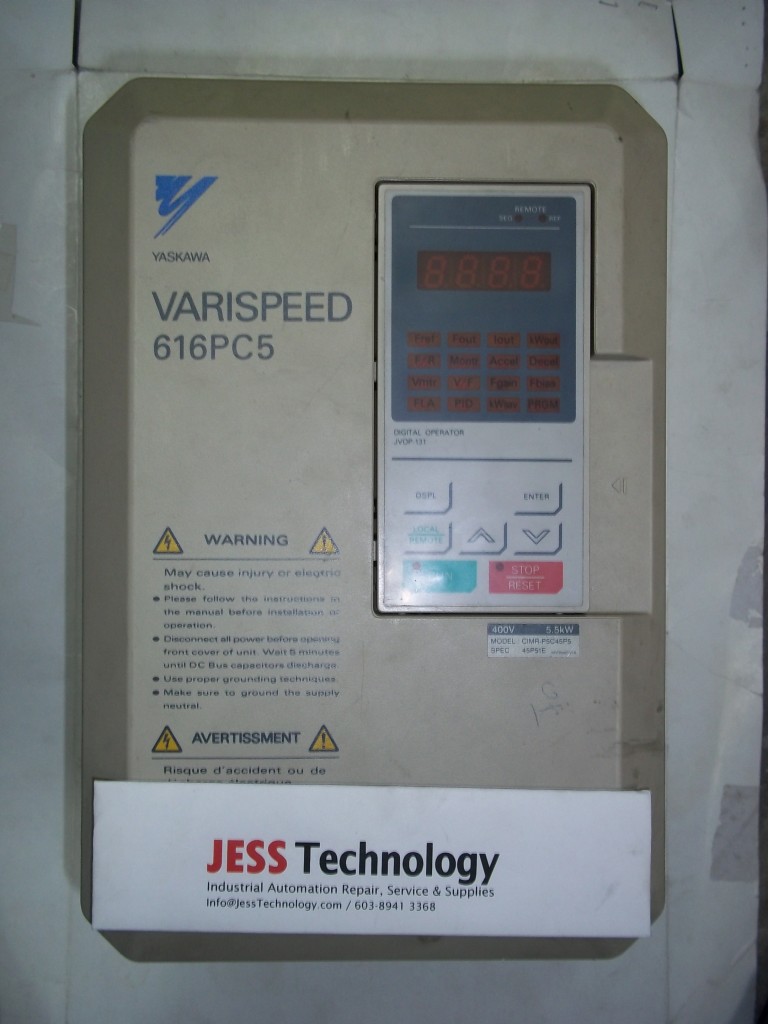 REMOTE
SEQ REF
YASKAWA
8888
VARISPEED
616PC5
Fref Fout Iout kWout
F/R Motor Accel Decel
Vmtr V/F Fgain Fbias
FLA PID kWsav PRGM
DIGITAL OPERATOR
JVOP-131
DSPL ENTER
LOCAL
REMOTE
STOP
RESET
400V 5.5kW
MODEL: CIMR-P5C45P5
SPEC 45P51E
WARNING
May cause injury or electric
shock.
● Please follow the instructions in
the manual before installation or
operation.
● Disconnect all power before opening
front cover of unit. Wait 5 minutes
until DC Bus capacitors discharge.
● Use proper grounding techniques.
● Make sure to ground the supply
neutral.
AVERTISSMENT
Risque d'accident ou de
JESS Technology
Industrial Automation Repair, Service & Supplies
Info@JessTechnology.com / 603-8941 3368